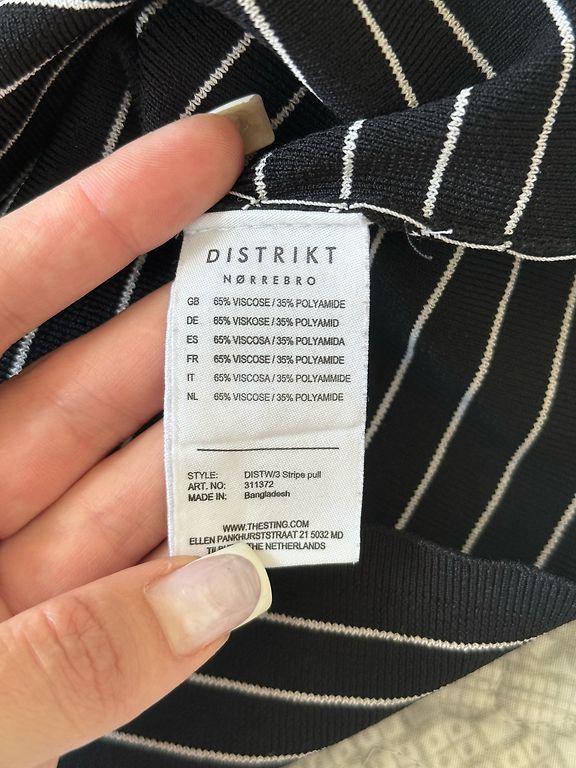 DISTRIKT
NØRREBRO
GB 65% VISCOSE / 35% POLYAMIDE
DE 65% VISKOSE / 35% POLYAMID
ES 65% VISCOSA / 35% POLYAMIDA
FR 65% VISCOSE / 35% POLYAMIDE
IT 65% VISCOSA / 35% POLYAMMIDE
NL 65% VISCOSE / 35% POLYAMIDE
STYLE: DISTW/3 Stripe pull
ART. NO: 311372
MADE IN: Bangladesh
WWW.THESTING.COM
ELLEN PANKHURSTSTRAAT 21 5032 MD
THE NETHERLANDS